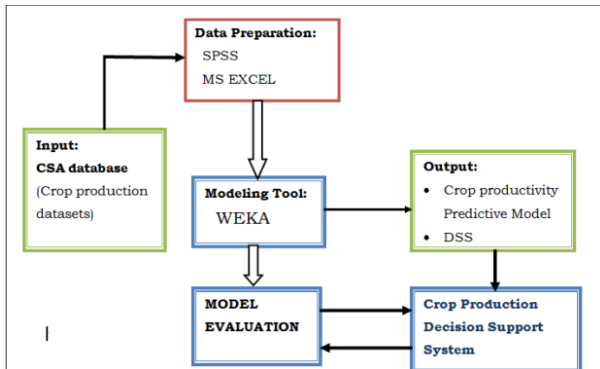 Data Preparation:
SPSS
MS EXCEL
Input:
CSA database
(Crop production
datasets)
Modeling Tool:
WEKA
Output:
• Crop productivity
Predictive Model
• DSS
MODEL
EVALUATION
Crop Production
Decision Support
System